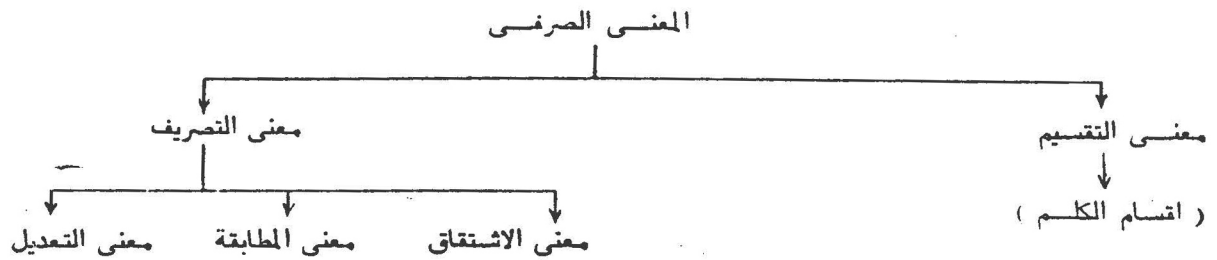 المعنى الصرفى
معنى التقسيم
معنى التصريف
( اقسام الكلم )
معنى الاشتقاق
معنى المطابقة
معنى التعديل